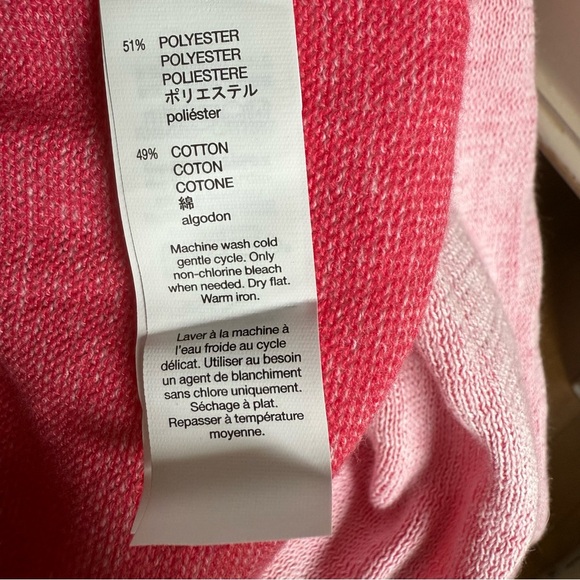 51% POLYESTER
POLYESTER
POLIESTERE
ポリエステル
poliéster
49% COTTON
COTON
COTONE
綿
algodon
Machine wash cold
gentle cycle. Only
non-chlorine bleach
when needed. Dry flat.
Warm iron.
Laver à la machine à
l'eau froide au cycle
délicat. Utiliser au besoin
un agent de blanchiment
sans chlore uniquement.
Séchage à plat.
Repasser à température
moyenne.